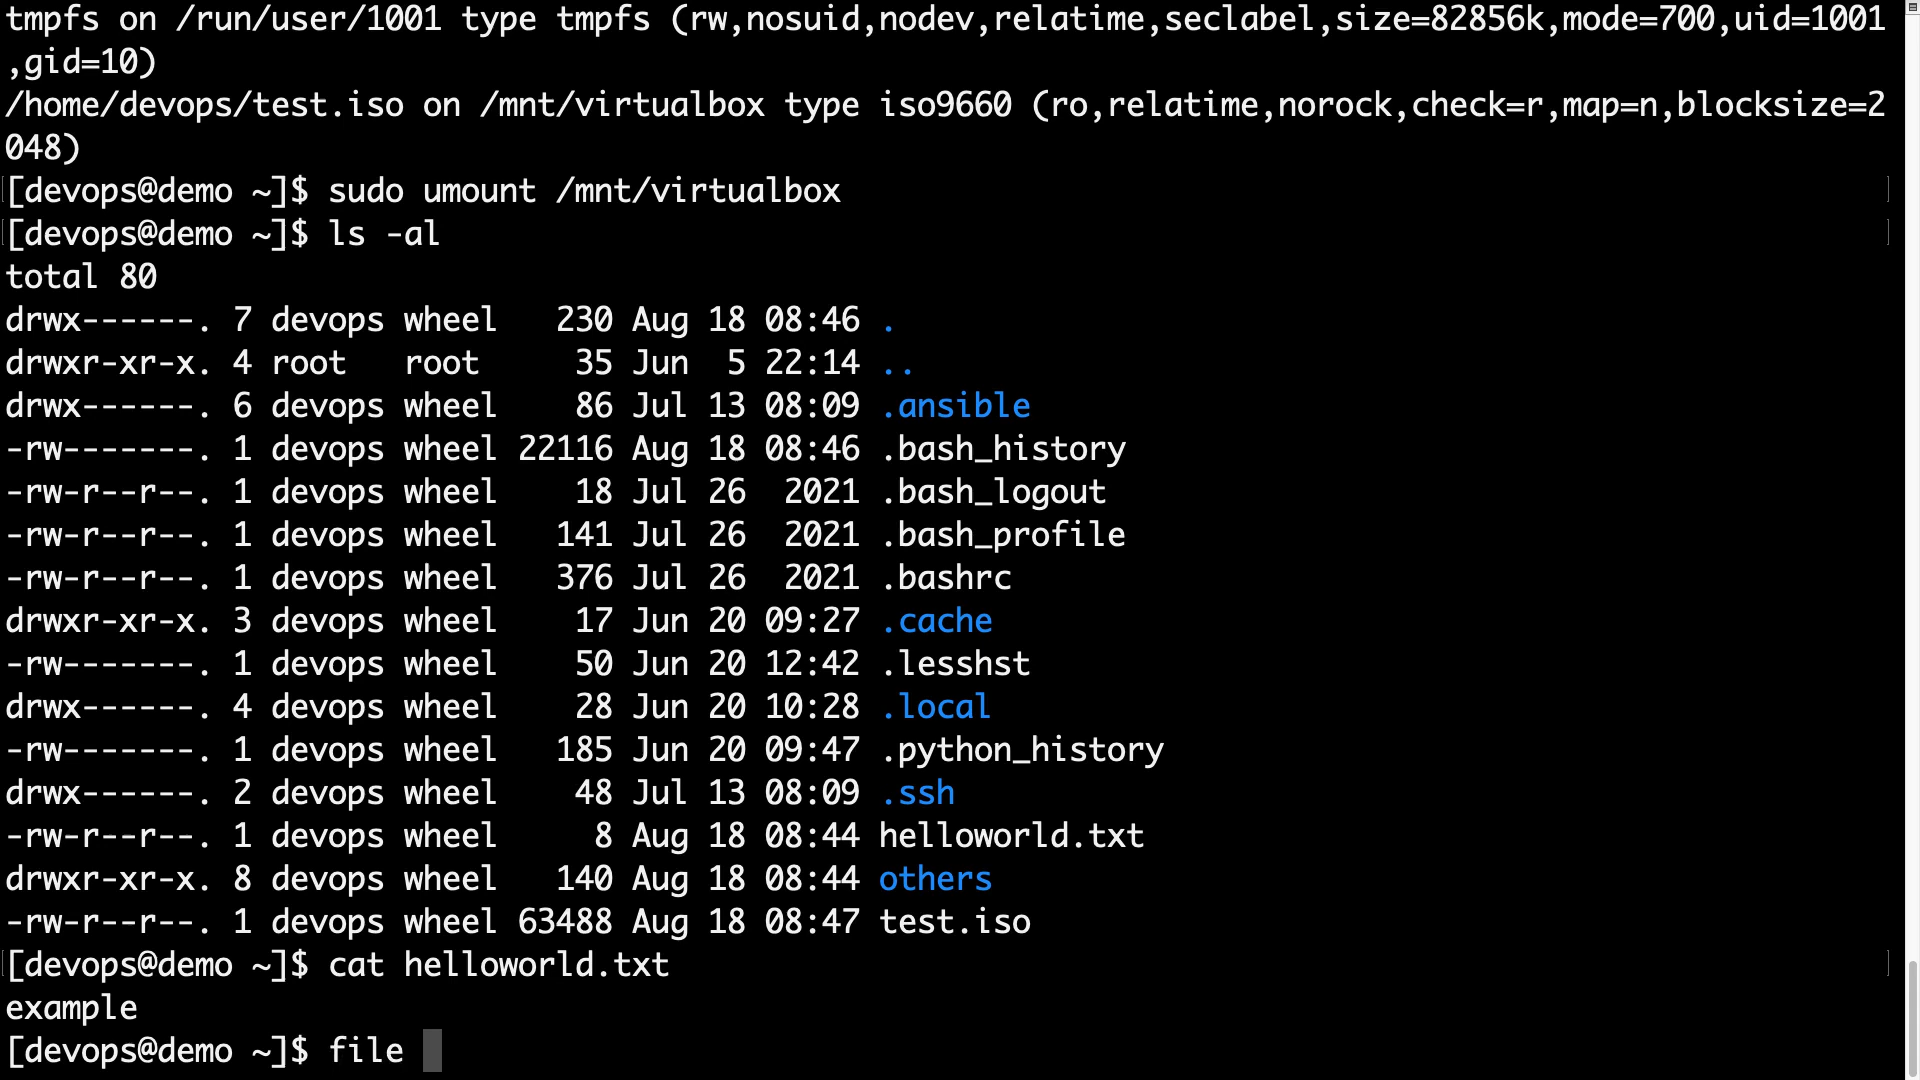 tmpfs on /run/user/1001 type tmpfs (rw,nosuid,nodev,relatime,seclabel,size=82856k,mode=700,uid=1001
,gid=10)
/home/devops/test.iso on /mnt/virtualbox type iso9660 (ro,relatime,norock,check=r,map=n,blocksize=2
048)
[devops@demo ~]$ sudo umount /mnt/virtualbox
[devops@demo ~]$ ls -al
total 80
drwx------. 7 devops wheel   230 Aug 18 08:46 .
drwxr-xr-x. 4 root   root     35 Jun  5 22:14 ..
drwx------. 6 devops wheel    86 Jul 13 08:09 .ansible
-rw-------. 1 devops wheel 22116 Aug 18 08:46 .bash_history
-rw-r--r--. 1 devops wheel    18 Jul 26  2021 .bash_logout
-rw-r--r--. 1 devops wheel   141 Jul 26  2021 .bash_profile
-rw-r--r--. 1 devops wheel   376 Jul 26  2021 .bashrc
drwxr-xr-x. 3 devops wheel    17 Jun 20 09:27 .cache
-rw-------. 1 devops wheel    50 Jun 20 12:42 .lesshst
drwx------. 4 devops wheel    28 Jun 20 10:28 .local
-rw-------. 1 devops wheel   185 Jun 20 09:47 .python_history
drwx------. 2 devops wheel    48 Jul 13 08:09 .ssh
-rw-r--r--. 1 devops wheel     8 Aug 18 08:44 helloworld.txt
drwxr-xr-x. 8 devops wheel   140 Aug 18 08:44 others
-rw-r--r--. 1 devops wheel 63488 Aug 18 08:47 test.iso
[devops@demo ~]$ cat helloworld.txt
example
[devops@demo ~]$ file